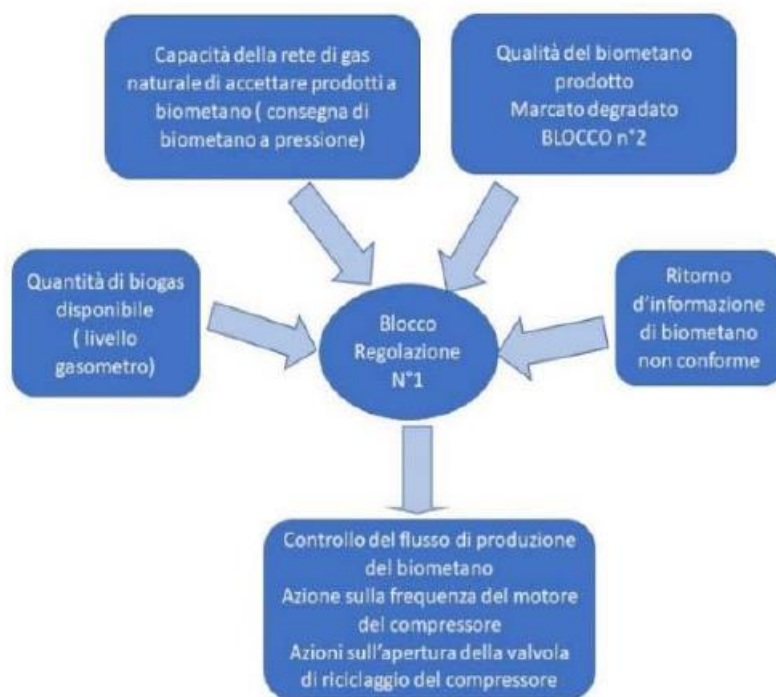 Capacità della rete di gas
naturale di accettare prodotti a
biometano ( consegna di
biometano a pressione)
Qualità del biometano
prodotto
Marcato degradato
BLOCCO n°2
Quantità di biogas
disponibile
( livello
gasometro)
Blocco
Regolazione
N°1
Ritorno
d'informazione
di biometano
non conforme
Controllo del flusso di produzione
del biometano
Azione sulla frequenza del motore
del compressore
Azioni sull'apertura della valvola
di riciclaggio del compressore